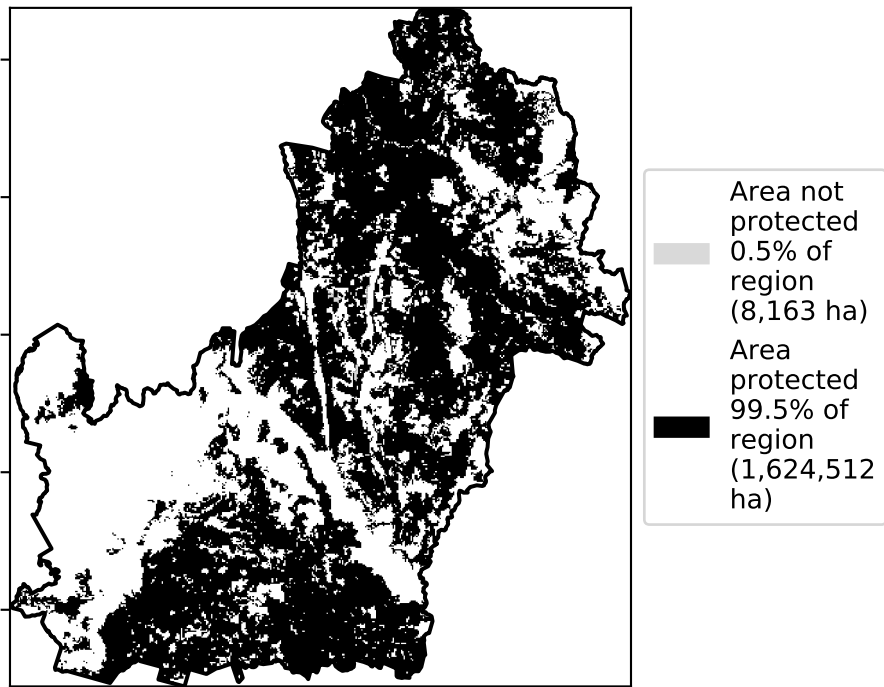 Area not
protected
0.5% of
region
(8,163 ha)
Area
protected
99.5% of
region
(1,624,512
ha)